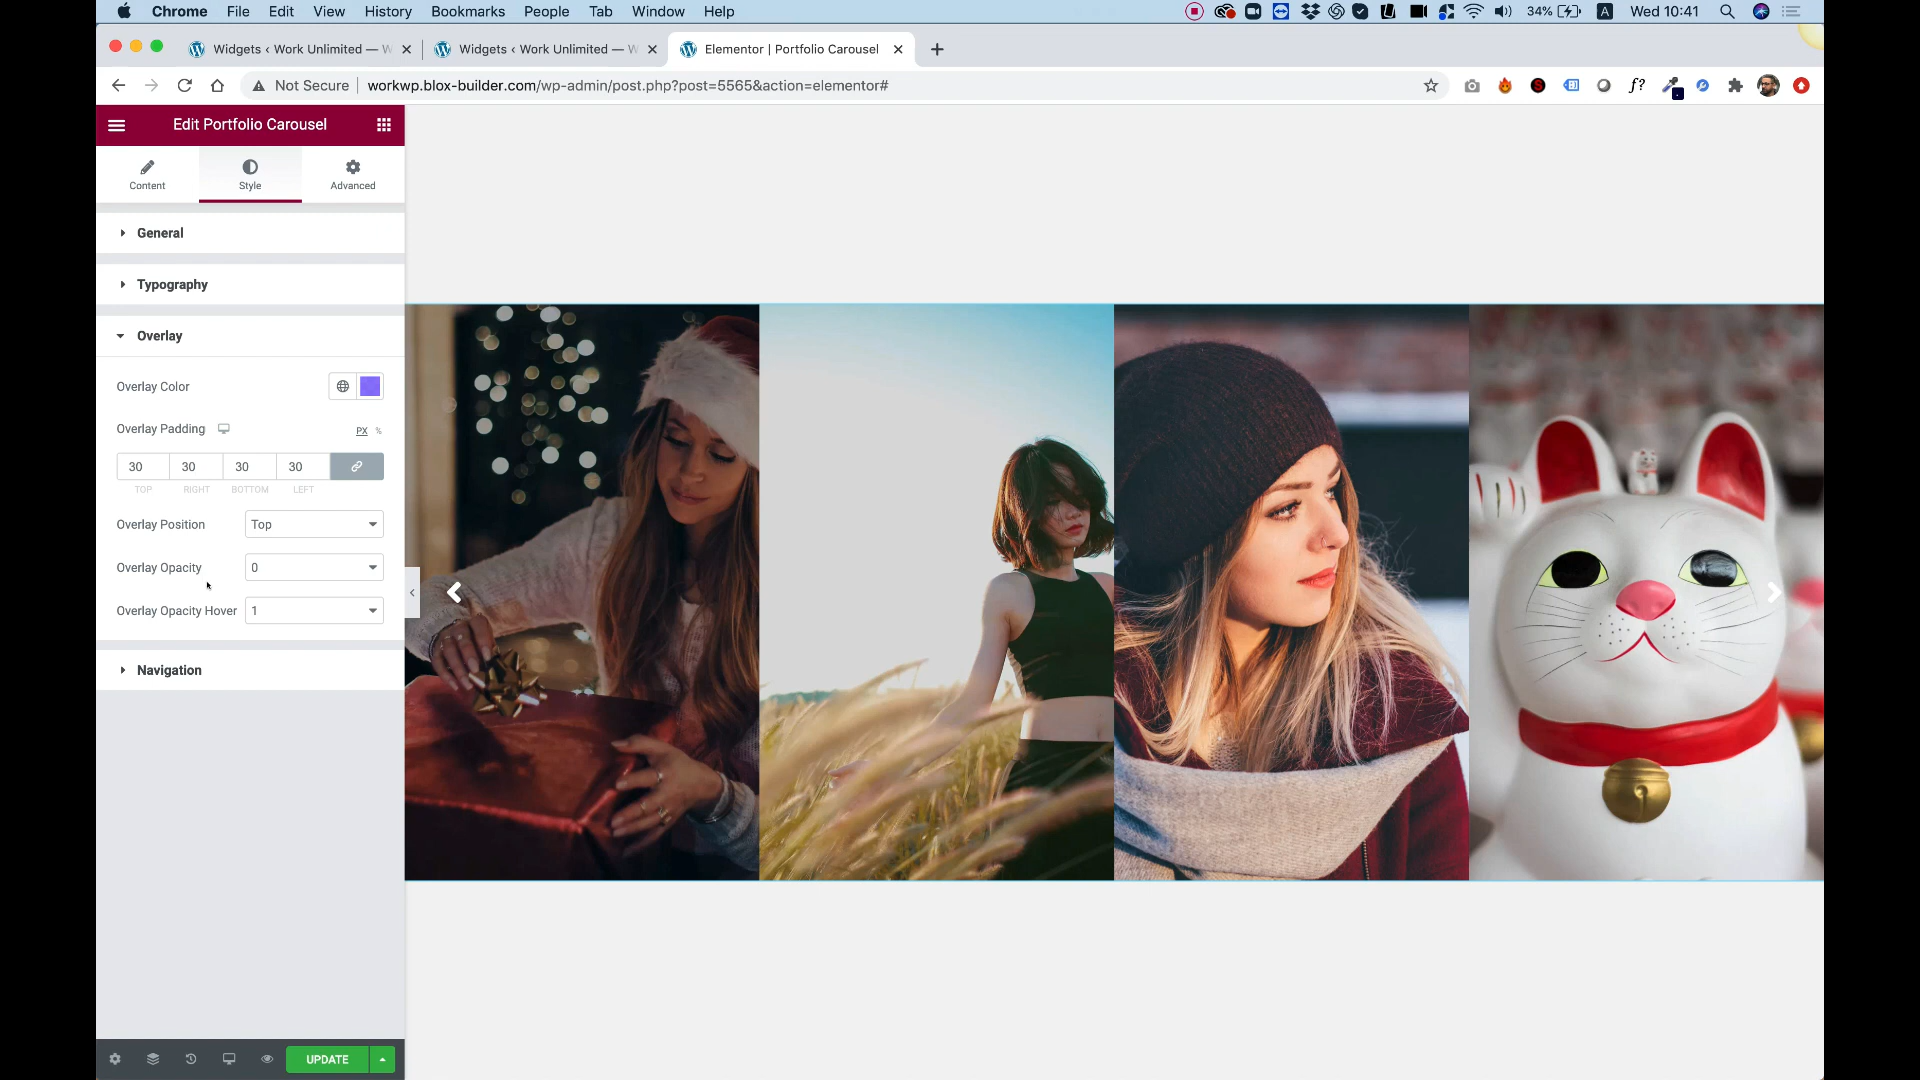 Chrome File Edit View History Bookmarks People Tab Window Help 34% A Wed 10:41
Widgets ‹ Work Unlimited — W Widgets ‹ Work Unlimited — W Elementor | Portfolio Carousel
Not Secure workwp.blox-builder.com/wp-admin/post.php?post=5565&action=elementor# f?
Edit Portfolio Carousel
Content Style Advanced
General
Typography
Overlay
Overlay Color
Overlay Padding PX %
30 30 30 30
TOP RIGHT BOTTOM LEFT
Overlay Position Top
Overlay Opacity 0
Overlay Opacity Hover 1
Navigation
UPDATE